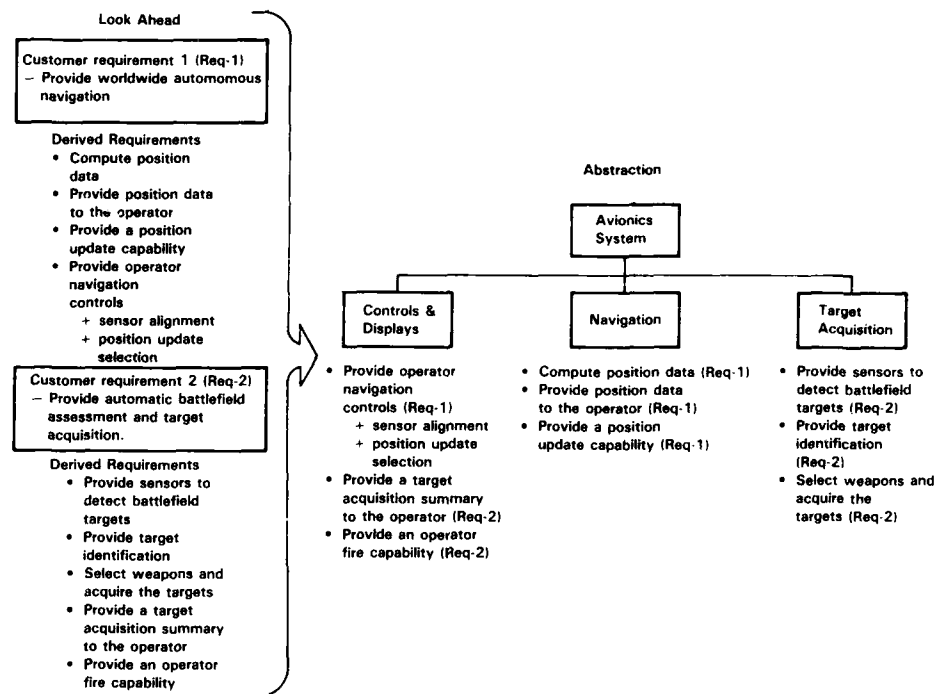 Look Ahead
Customer requirement 1 (Req-1)
– Provide worldwide automomous
navigation
Derived Requirements
• Compute position
data
• Provide position data
to the operator
• Provide a position
update capability
• Provide operator
navigation
controls
+ sensor alignment
+ position update
selection
Customer requirement 2 (Req-2)
– Provide automatic battlefield
assessment and target
acquisition.
Derived Requirements
• Provide sensors to
detect battlefield
targets
• Provide target
identification
• Select weapons and
acquire the targets
• Provide a target
acquisition summary
to the operator
• Provide an operator
fire capability
Abstraction
Avionics
System
Controls &
Displays
• Provide operator
navigation
controls (Req-1)
+ sensor alignment
+ position update
selection
• Provide a target
acquisition summary
to the operator (Req-2)
• Provide an operator
fire capability (Req-2)
Navigation
• Compute position data (Req-1)
• Provide position data
to the operator (Req-1)
• Provide a position
update capability (Req-1)
Target
Acquisition
• Provide sensors to
detect battlefield
targets (Req-2)
• Provide target
identification
(Req-2)
• Select weapons and
acquire the
targets (Req-2)